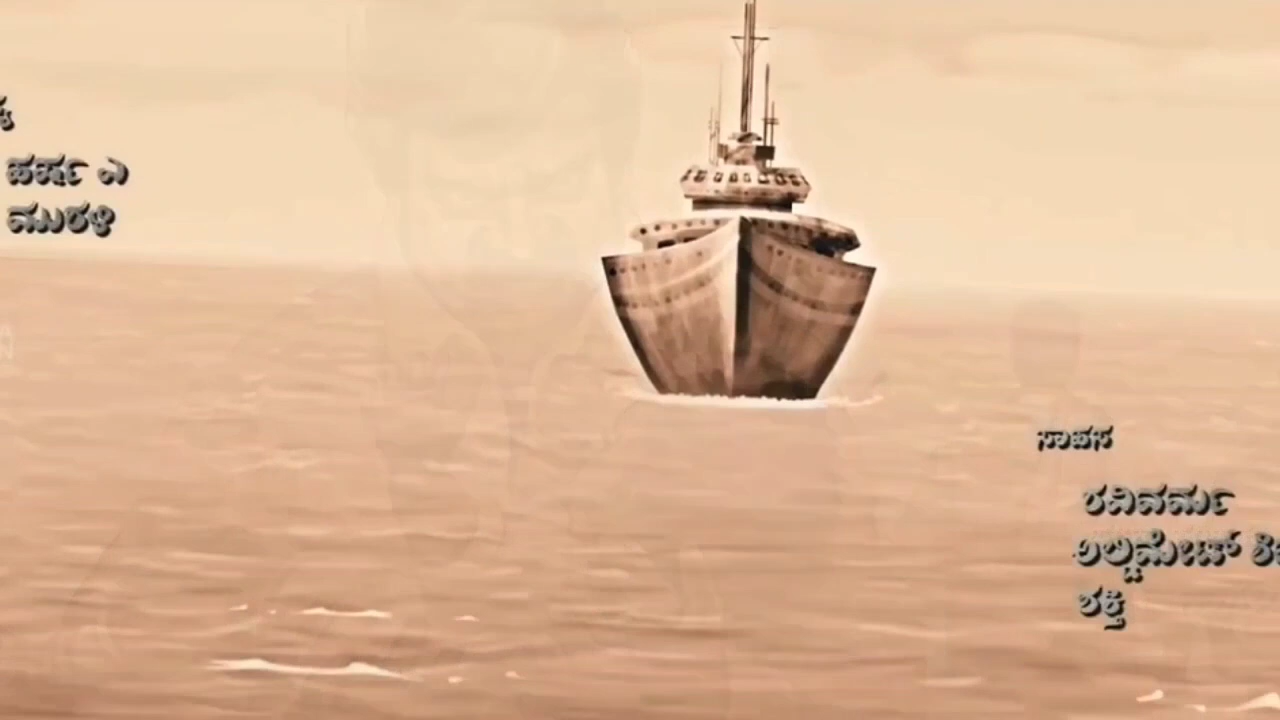 ಹರ್ಷ ಎ
ಮುರಳಿ
ಸಾಹಸ
ರವಿವರ್ಮ
ಅಲ್ಟಿಮೇಟ್
ಶಕ್ತಿ